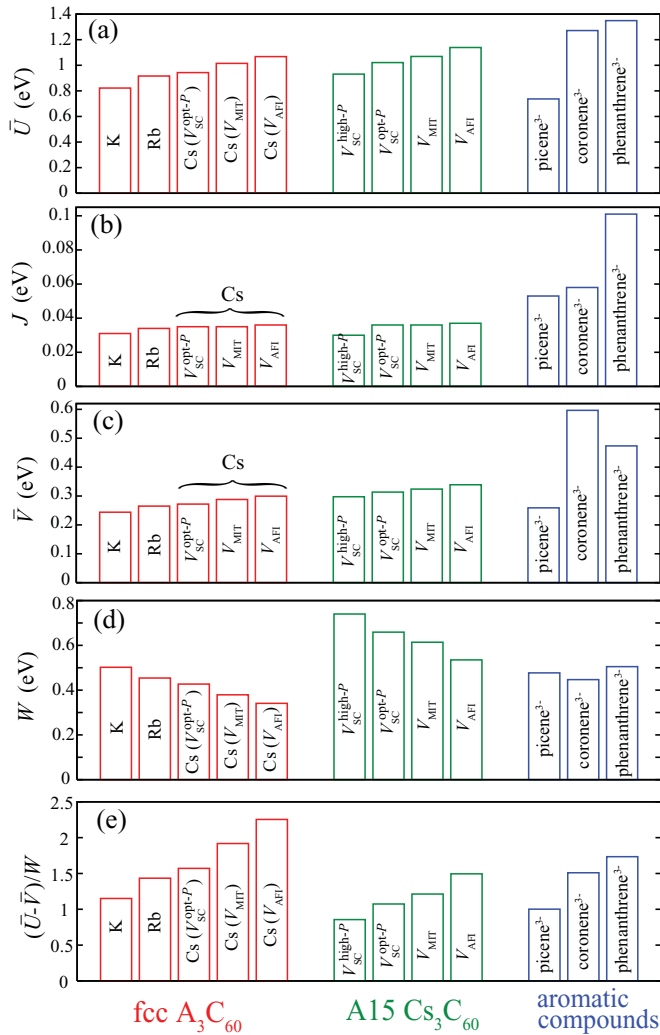 (a)
Ū (eV)
1.4
1.2
1
0.8
0.6
0.4
0.2
0
K
Rb
Cs (V_SC^opt-P)
Cs (V_MIT)
Cs (V_AFI)
V_SC^high-P
V_SC^opt-P
V_MIT
V_AFI
picene³⁻
coronene³⁻
phenanthrene³⁻
(b)
J (eV)
0.1
0.08
0.06
0.04
0.02
0
Cs
K
Rb
V_SC^opt-P
V_MIT
V_AFI
V_SC^high-P
V_SC^opt-P
V_MIT
V_AFI
picene³⁻
coronene³⁻
phenanthrene³⁻
(c)
V̄ (eV)
0.6
0.5
0.4
0.3
0.2
0.1
0
Cs
K
Rb
V_SC^opt-P
V_MIT
V_AFI
V_SC^high-P
V_SC^opt-P
V_MIT
V_AFI
picene³⁻
coronene³⁻
phenanthrene³⁻
(d)
W (eV)
0.8
0.6
0.4
0.2
0
K
Rb
Cs (V_SC^opt-P)
Cs (V_MIT)
Cs (V_AFI)
V_SC^high-P
V_SC^opt-P
V_MIT
V_AFI
picene³⁻
coronene³⁻
phenanthrene³⁻
(e)
(Ū-V̄)/W
2.5
2
1.5
1
0.5
0
K
Rb
Cs (V_SC^opt-P)
Cs (V_MIT)
Cs (V_AFI)
V_SC^high-P
V_SC^opt-P
V_MIT
V_AFI
picene³⁻
coronene³⁻
phenanthrene³⁻
fcc A₃C₆₀
A15 Cs₃C₆₀
aromatic
compounds